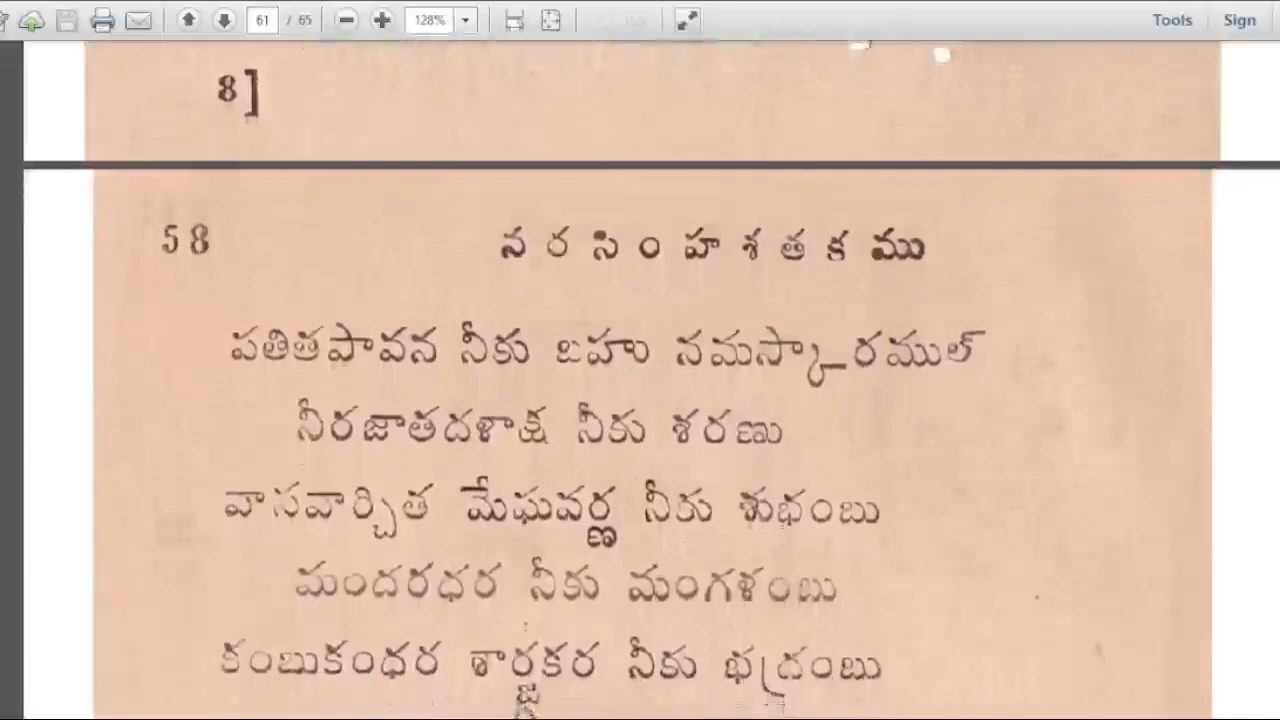 61 / 65 128% Tools Sign
8]
58 నరసింహశతకము
పతితపావన నీకు బహు నమస్కారముల్
నీరజాతదళాక్ష నీకు శరణు
వాసవార్చిత మేఘవర్ణ నీకు శుభంబు
మందరధర నీకు మంగళంబు
కంబుకంధర శార్ఙ్గకర నీకు భద్రంబు